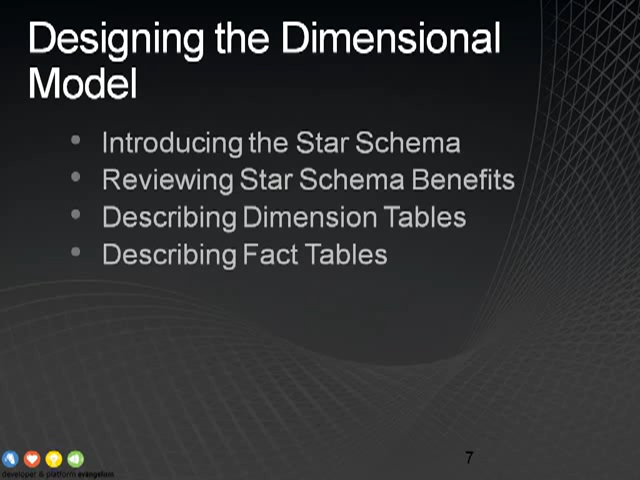 Designing the Dimensional
Model
• Introducing the Star Schema
• Reviewing Star Schema Benefits
• Describing Dimension Tables
• Describing Fact Tables
7
developer & platform evangelism